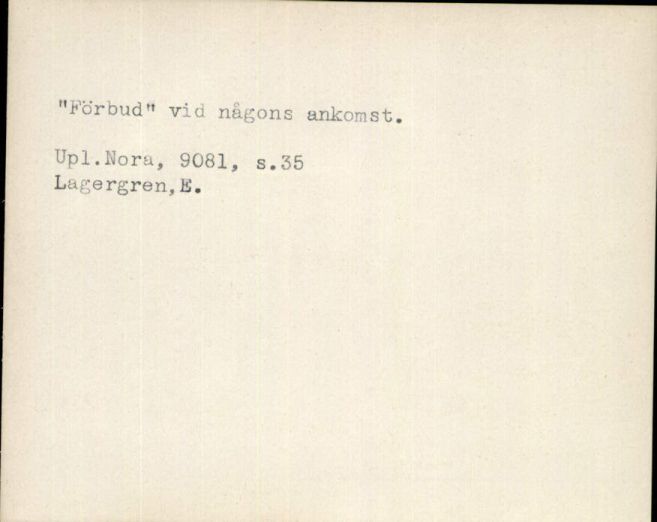 "Förbud" vid någons ankomst.
Upl.Nora, 9081, s.35
Lagergren,E.